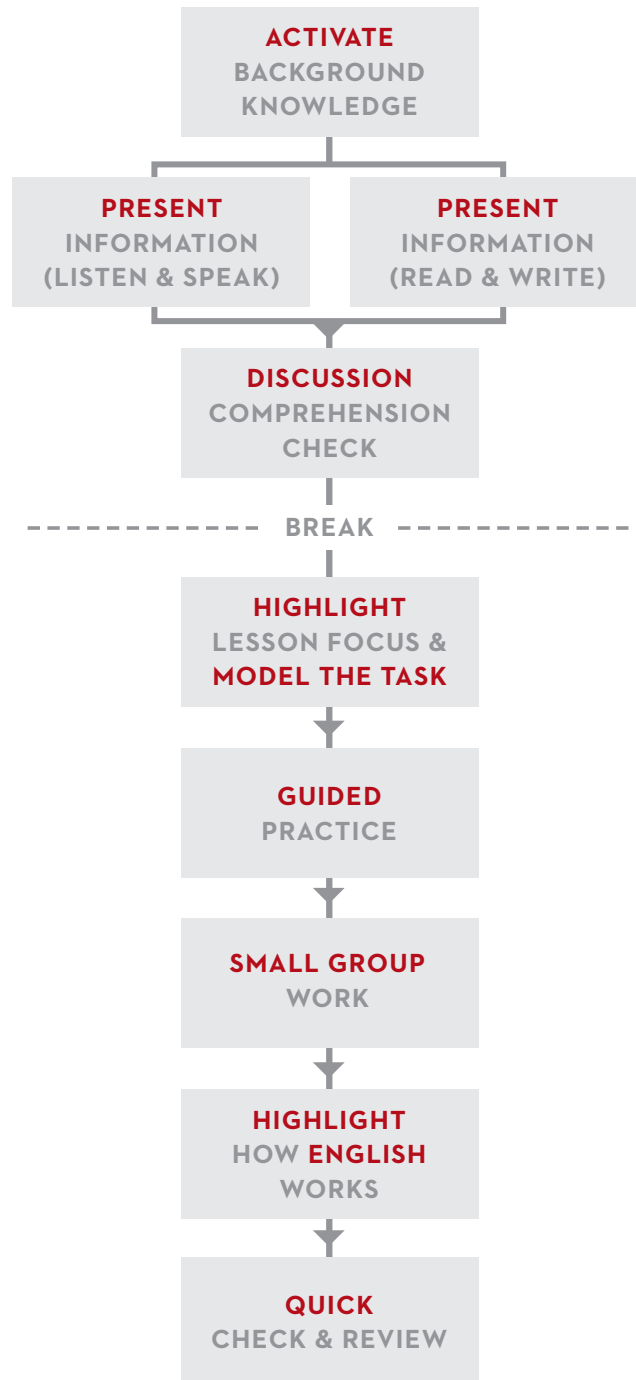 ACTIVATE
BACKGROUND
KNOWLEDGE
PRESENT
INFORMATION
(LISTEN & SPEAK)
PRESENT
INFORMATION
(READ & WRITE)
DISCUSSION
COMPREHENSION
CHECK
BREAK
HIGHLIGHT
LESSON FOCUS &
MODEL THE TASK
GUIDED
PRACTICE
SMALL GROUP
WORK
HIGHLIGHT
HOW ENGLISH
WORKS
QUICK
CHECK & REVIEW